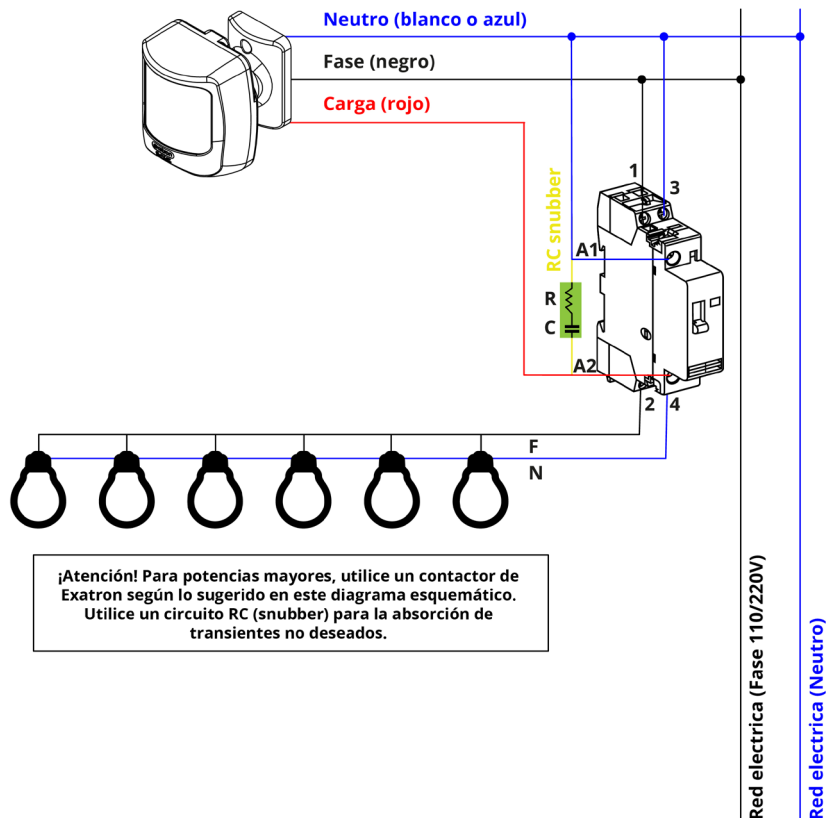 Neutro (blanco o azul)
Fase (negro)
Carga (rojo)
RC snubber
1
3
A1
R
C
A2
2
4
F
N
¡Atención! Para potencias mayores, utilice un contactor de
Exatron según lo sugerido en este diagrama esquemático.
Utilice un circuito RC (snubber) para la absorción de
transientes no deseados.
Red electrica (Fase 110/220V)
Red electrica (Neutro)